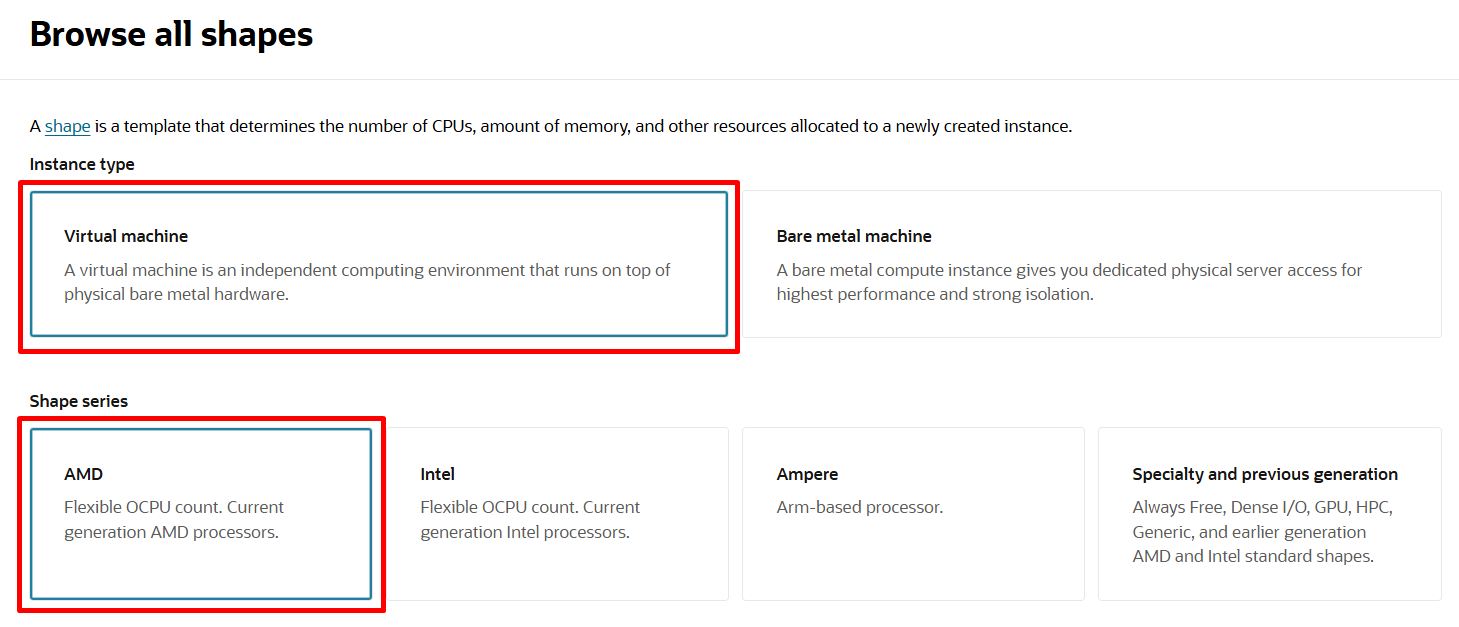 Browse all shapes
A shape is a template that determines the number of CPUs, amount of memory, and other resources allocated to a newly created instance.
Instance type
Virtual machine
A virtual machine is an independent computing environment that runs on top of
physical bare metal hardware.
Bare metal machine
A bare metal compute instance gives you dedicated physical server access for
highest performance and strong isolation.
Shape series
AMD
Flexible OCPU count. Current
generation AMD processors.
Intel
Flexible OCPU count. Current
generation Intel processors.
Ampere
Arm-based processor.
Specialty and previous generation
Always Free, Dense I/O, GPU, HPC,
Generic, and earlier generation
AMD and Intel standard shapes.